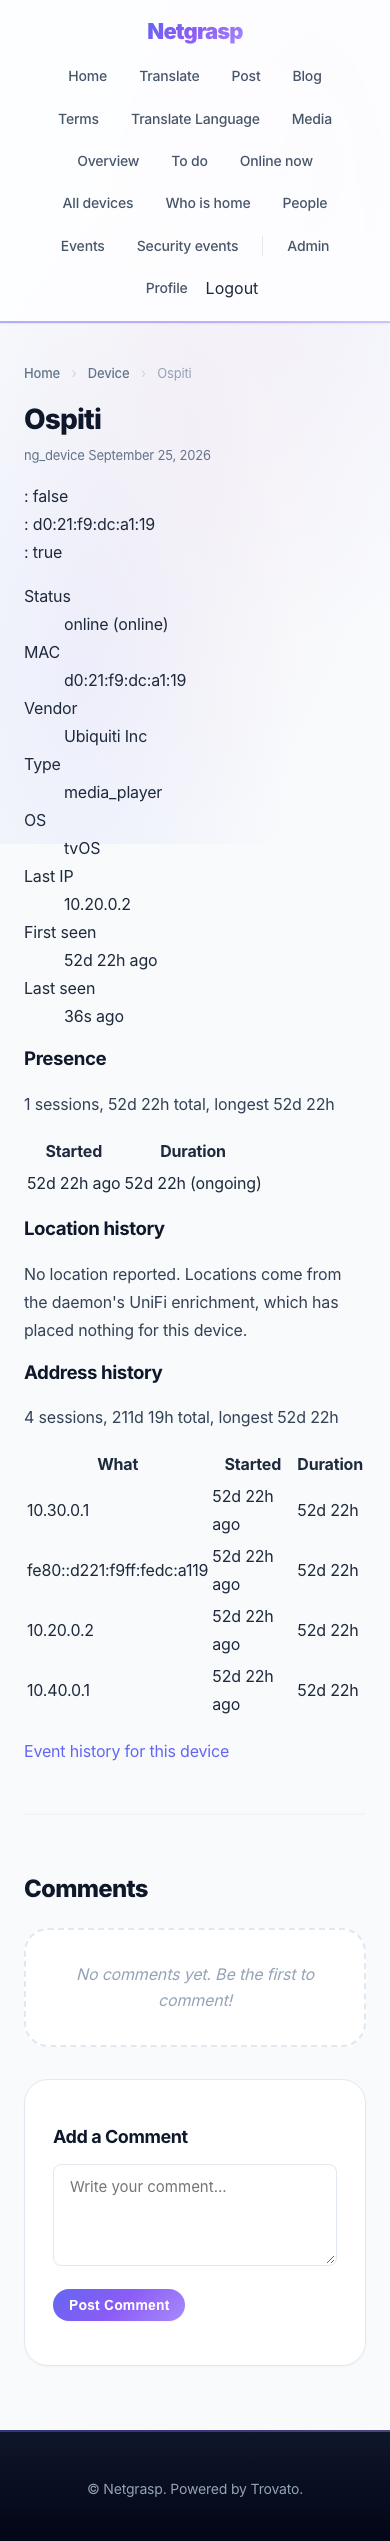 Netgrasp
Home Translate Post Blog
Terms Translate Language Media
Overview To do Online now
All devices Who is home People
Events Security events Admin
Profile Logout
Home › Device › Ospiti
Ospiti
ng_device September 25, 2026
: false
: d0:21:f9:dc:a1:19
: true
Status
online (online)
MAC
d0:21:f9:dc:a1:19
Vendor
Ubiquiti Inc
Type
media_player
OS
tvOS
Last IP
10.20.0.2
First seen
52d 22h ago
Last seen
36s ago
Presence
1 sessions, 52d 22h total, longest 52d 22h
Started Duration
52d 22h ago 52d 22h (ongoing)
Location history
No location reported. Locations come from
the daemon's UniFi enrichment, which has
placed nothing for this device.
Address history
4 sessions, 211d 19h total, longest 52d 22h
What Started Duration
10.30.0.1 52d 22h ago 52d 22h
fe80::d221:f9ff:fedc:a119 52d 22h ago 52d 22h
10.20.0.2 52d 22h ago 52d 22h
10.40.0.1 52d 22h ago 52d 22h
Event history for this device
Comments
No comments yet. Be the first to
comment!
Add a Comment
Write your comment...
Post Comment
© Netgrasp. Powered by Trovato.